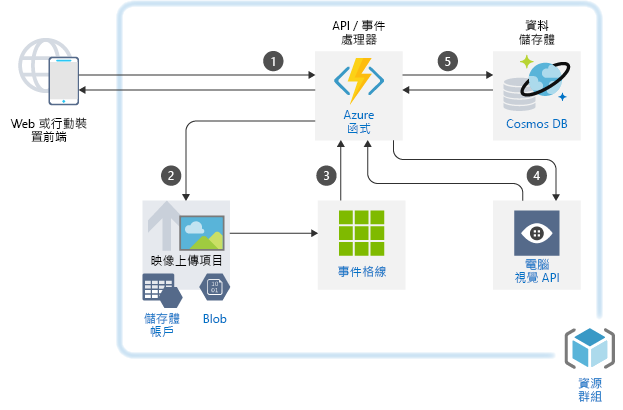 API / 事件
處理器
資料
儲存體
1
5
Azure
函式
Cosmos DB
Web 或行動裝
置前端
2
3
4
映像上傳項目
10
01
儲存體
帳戶
Blob
事件格線
電腦
視覺 API
資源
群組